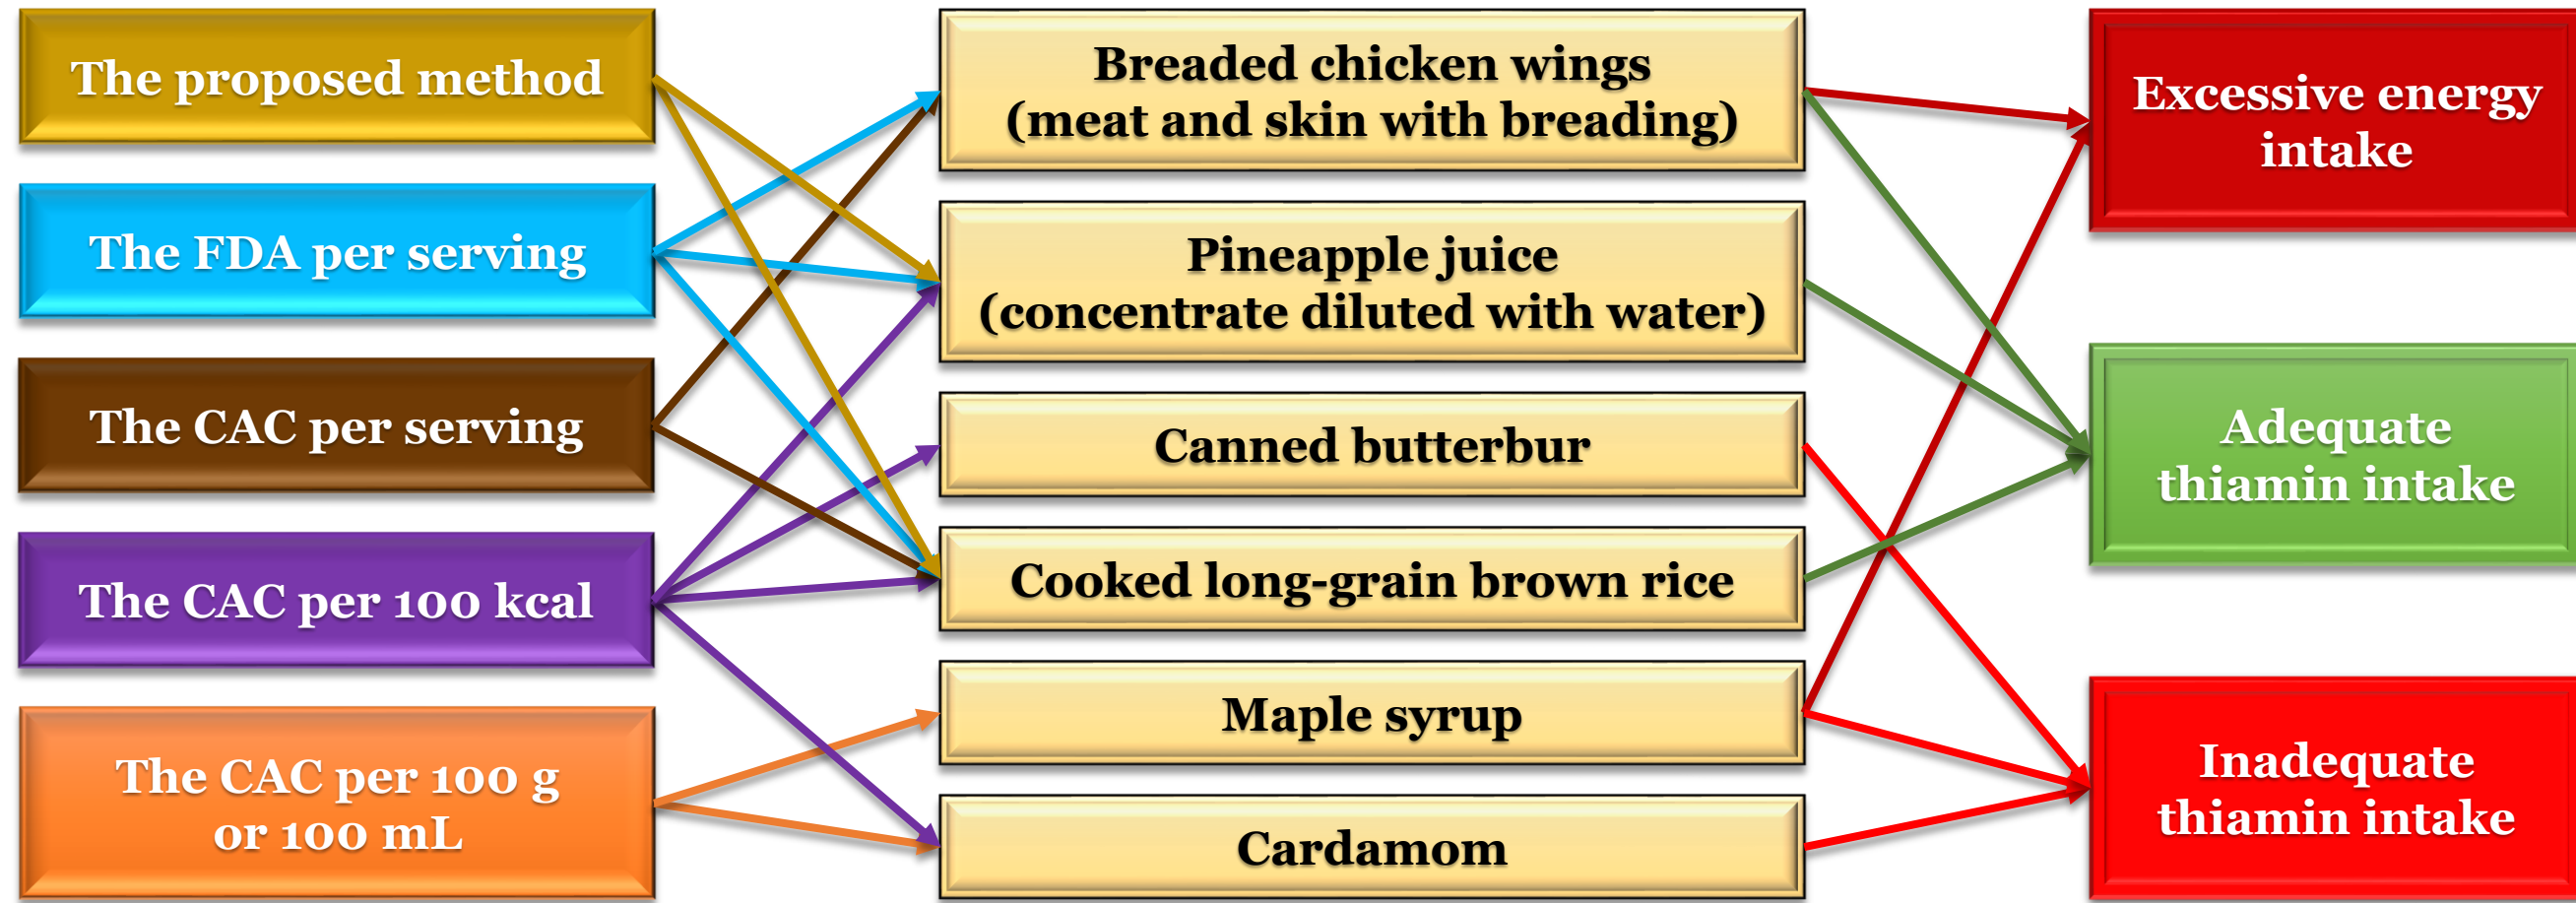 The proposed method
The FDA per serving
The CAC per serving
The CAC per 100 kcal
The CAC per 100 g
or 100 mL
Breaded chicken wings
(meat and skin with breading)
Pineapple juice
(concentrate diluted with water)
Canned butterbur
Cooked long-grain brown rice
Maple syrup
Cardamom
Excessive energy
intake
Adequate
thiamin intake
Inadequate
thiamin intake